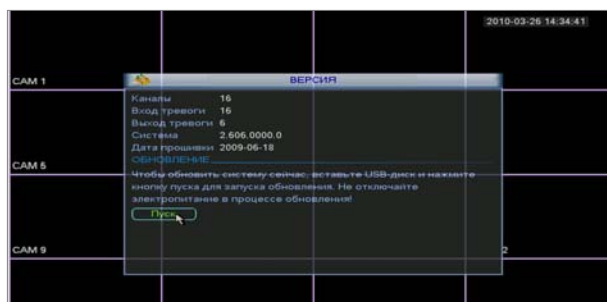 2010-03-26 14:34:41
CAM 1
ВЕРСИЯ
Каналы 16
Вход тревоги 16
Выход тревоги 6
Система 2.606.0000.0
Дата прошивки 2009-06-18
ОБНОВЛЕНИЕ
CAM 5
Чтобы обновить систему сейчас, вставьте USB-диск и нажмите
кнопку пуска для запуска обновления. Не отключайте
электропитание в процессе обновления!
Пуск
CAM 9
2